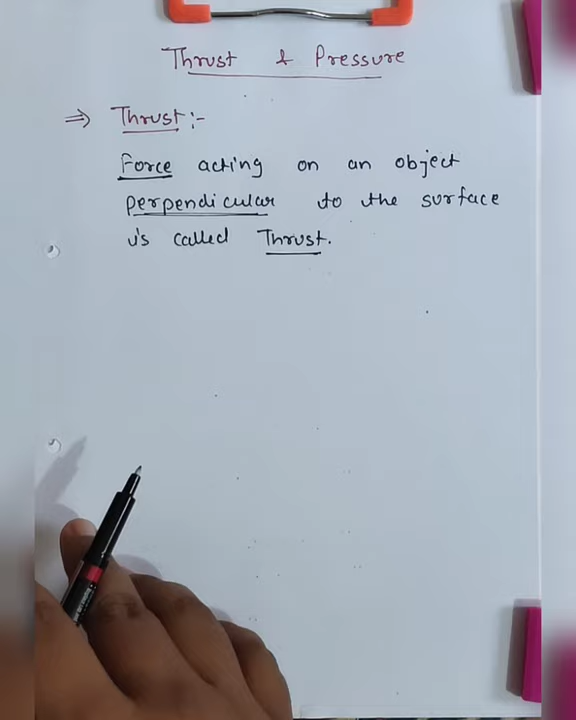 Thrust & Pressure
⇒ Thrust :-
Force acting on an object
perpendicular to the surface
is called Thrust.